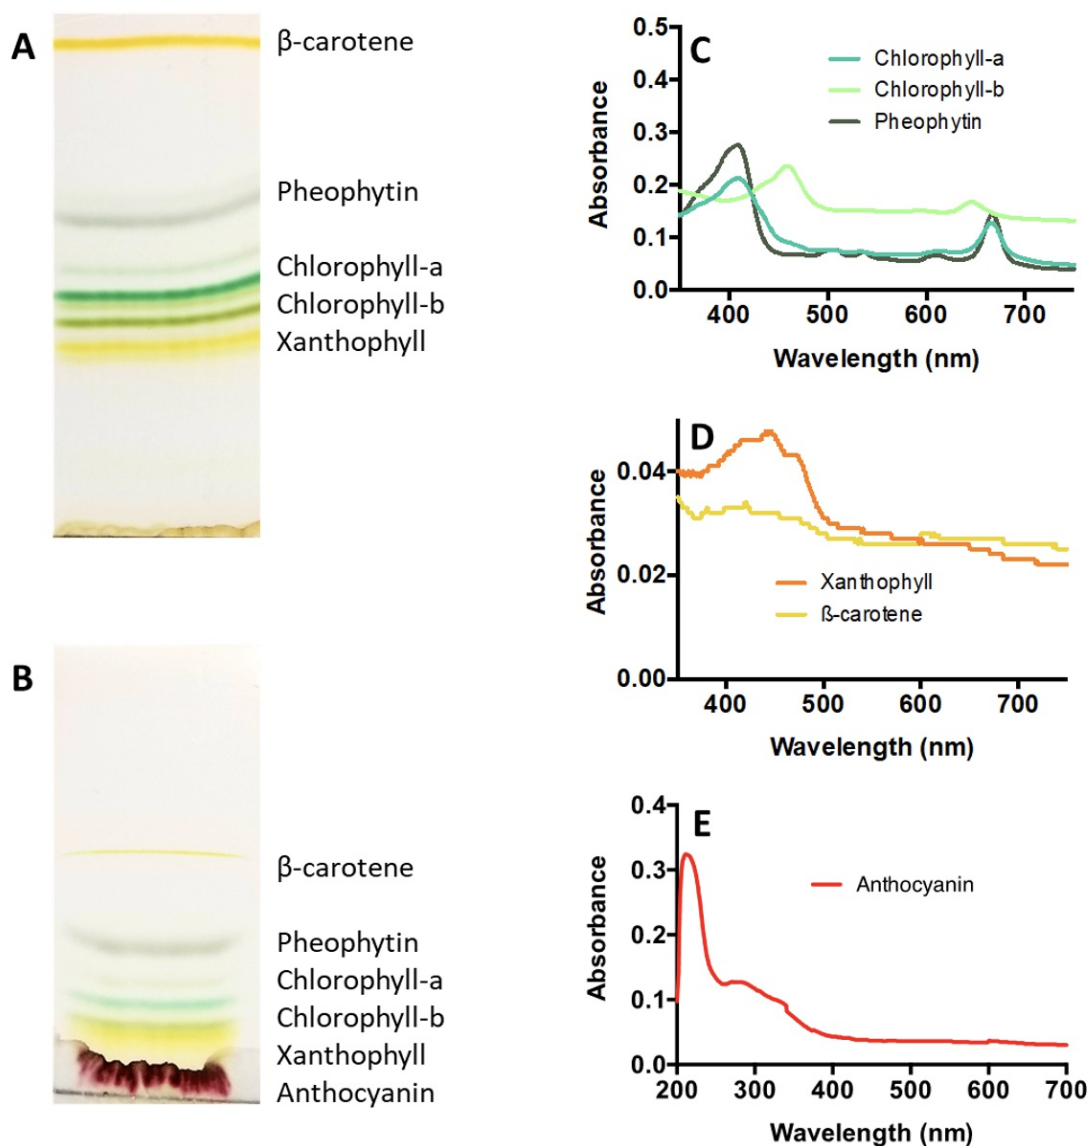 A
β-carotene
Pheophytin
Chlorophyll-a
Chlorophyll-b
Xanthophyll
B
β-carotene
Pheophytin
Chlorophyll-a
Chlorophyll-b
Xanthophyll
Anthocyanin
C
0.5
0.4
0.3
0.2
0.1
0.0
Absorbance
Chlorophyll-a
Chlorophyll-b
Pheophytin
400 500 600 700
Wavelength (nm)
D
0.04
0.02
0.00
Absorbance
Xanthophyll
ß-carotene
400 500 600 700
Wavelength (nm)
E
0.4
0.3
0.2
0.1
0.0
Absorbance
Anthocyanin
200 300 400 500 600 700
Wavelength (nm)